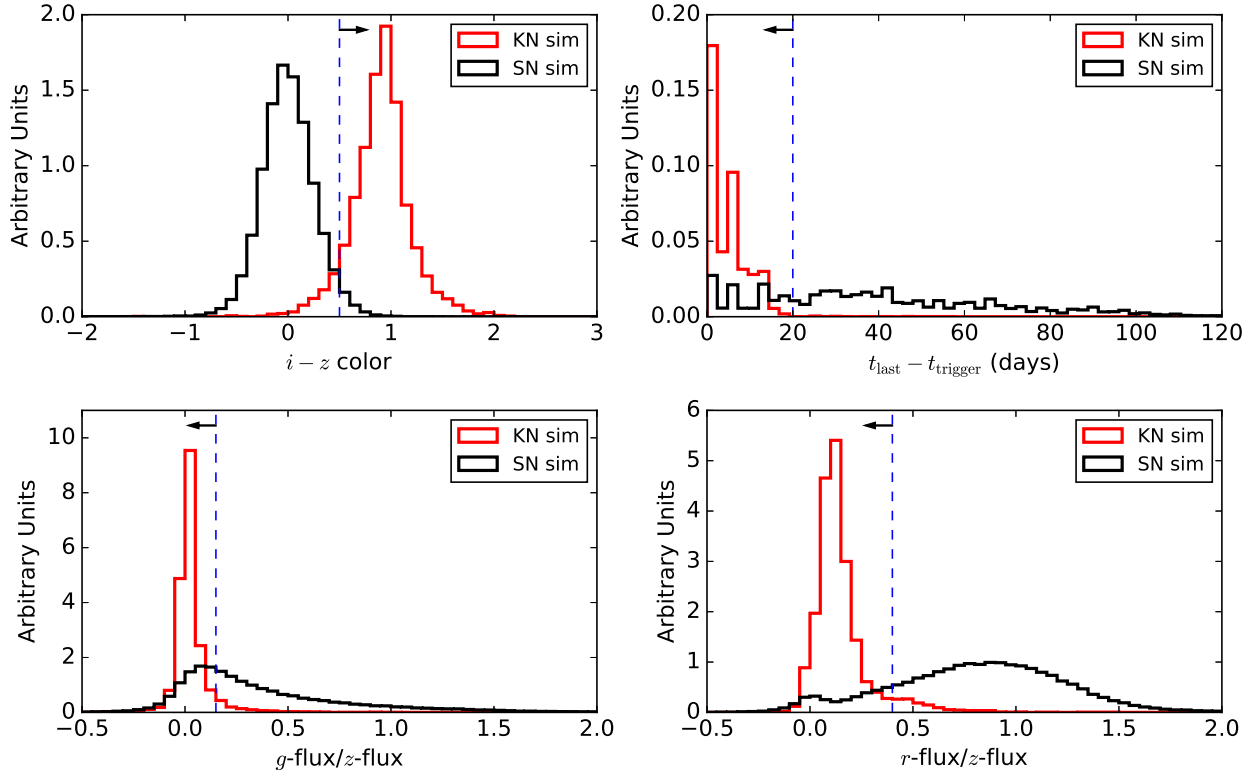 2.0
1.5
1.0
0.5
0.0
Arbitrary Units
KN sim
SN sim
−2 −1 0 1 2 3
i − z color
0.20
0.15
0.10
0.05
0.00
Arbitrary Units
KN sim
SN sim
0 20 40 60 80 100 120
t_last − t_trigger (days)
10
8
6
4
2
0
Arbitrary Units
KN sim
SN sim
−0.5 0.0 0.5 1.0 1.5 2.0
g-flux/z-flux
6
5
4
3
2
1
0
Arbitrary Units
KN sim
SN sim
−0.5 0.0 0.5 1.0 1.5 2.0
r-flux/z-flux